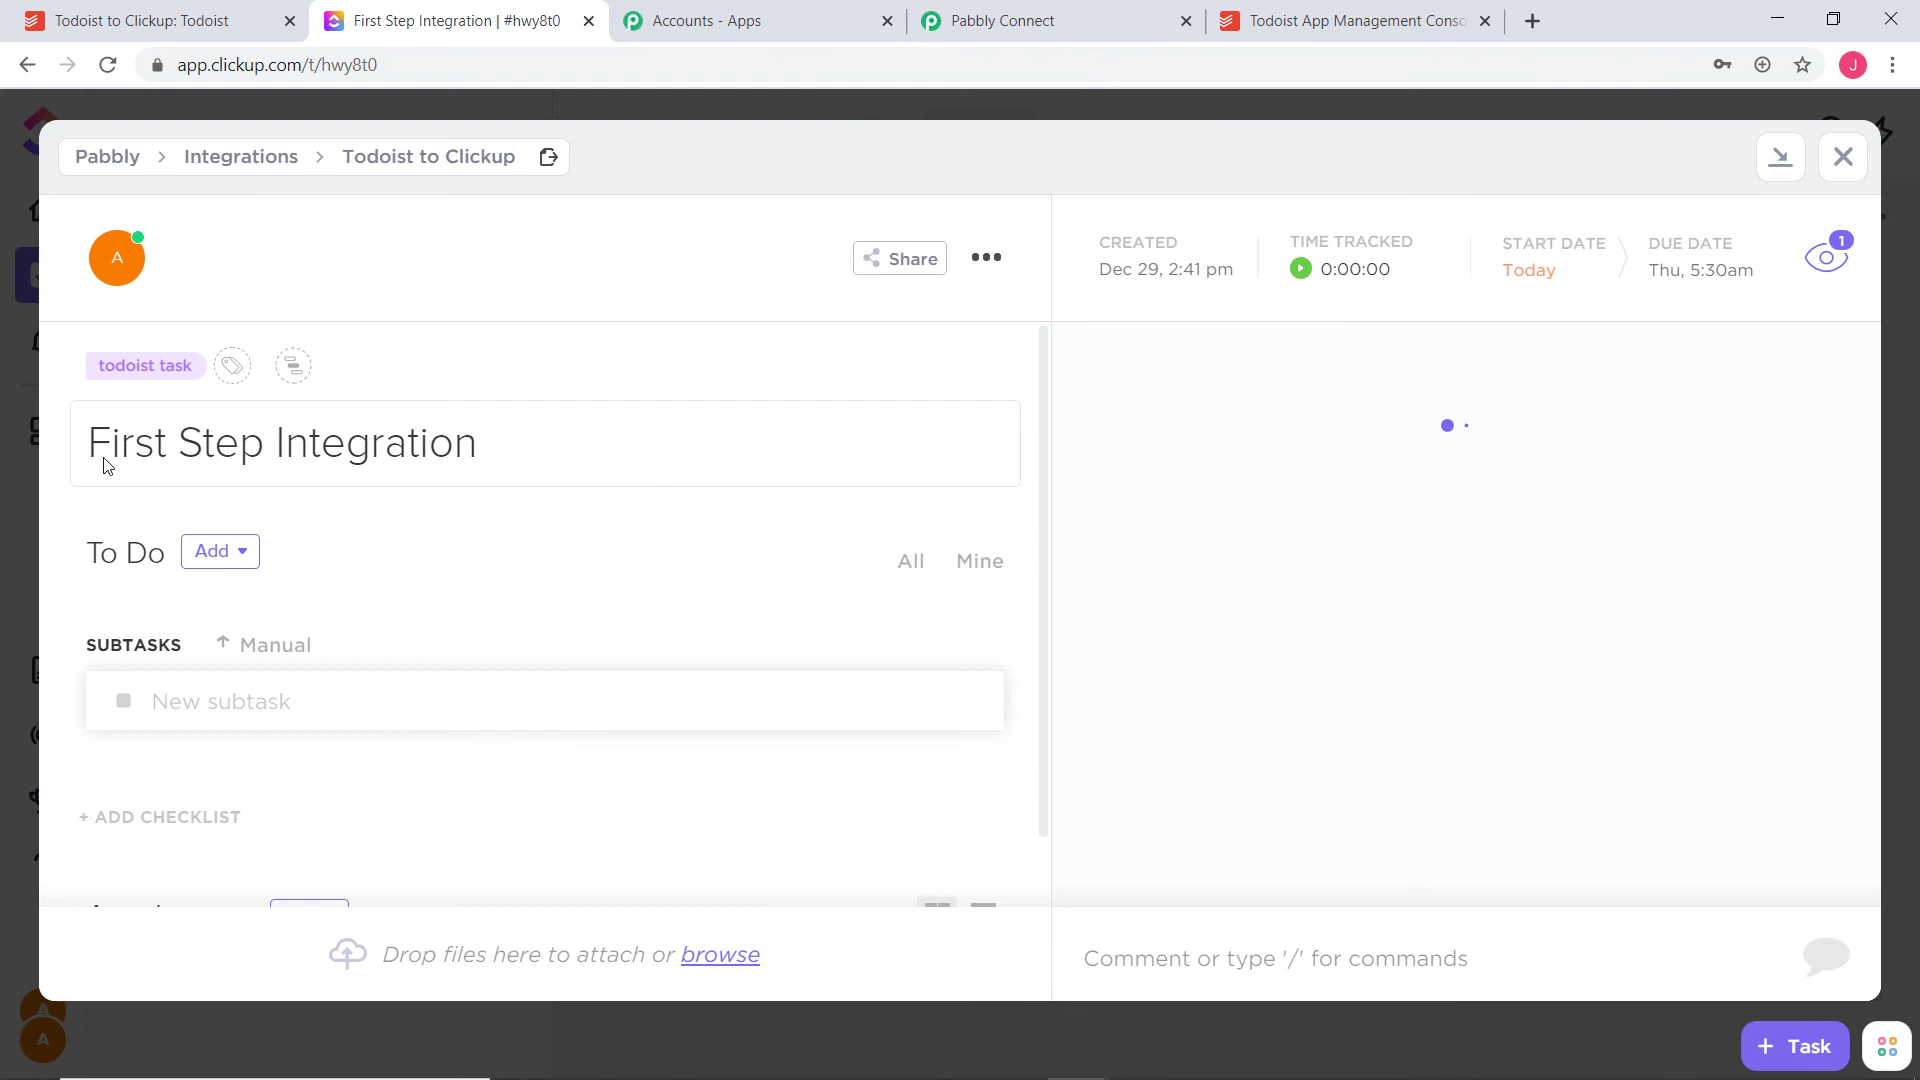 Todoist to Clickup: Todoist
First Step Integration | #hwy8t0
Accounts - Apps
Pabbly Connect
Todoist App Management Conso
app.clickup.com/t/hwy8t0
J
Pabbly > Integrations > Todoist to Clickup
A
Share
CREATED
Dec 29, 2:41 pm
TIME TRACKED
0:00:00
START DATE
Today
DUE DATE
Thu, 5:30am
1
todoist task
First Step Integration
To Do
Add
All
Mine
SUBTASKS
Manual
New subtask
+ ADD CHECKLIST
Drop files here to attach or browse
Comment or type '/' for commands
A
A
+ Task